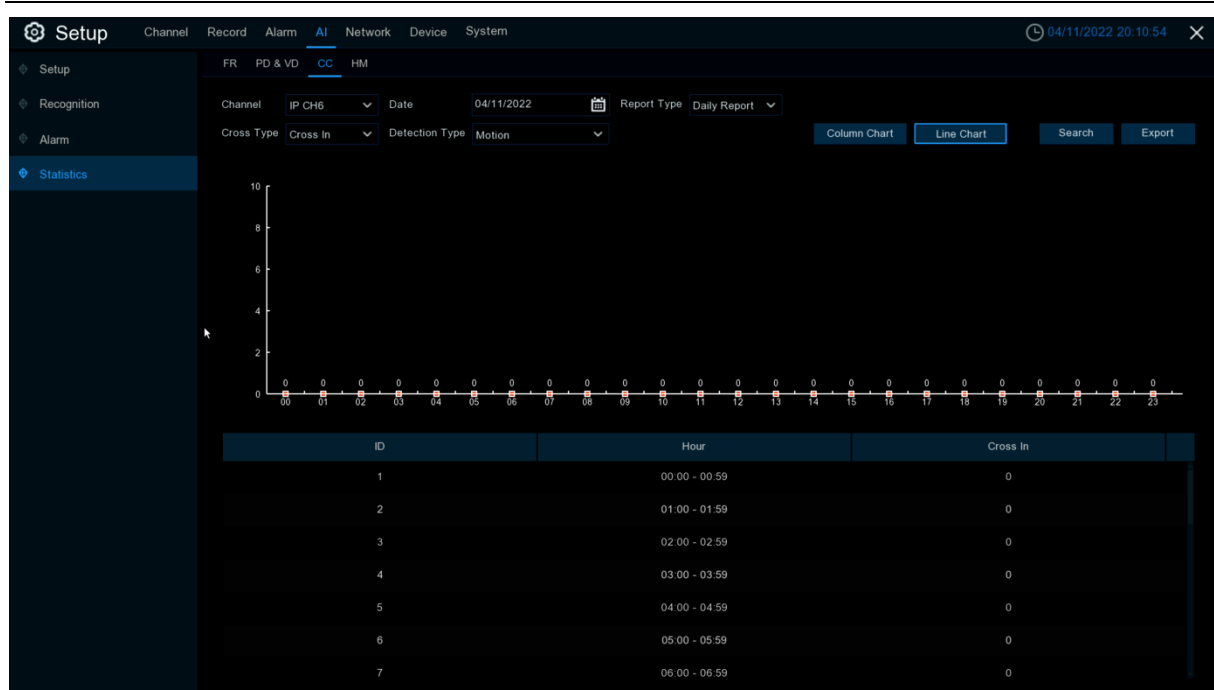 Setup Channel Record Alarm AI Network Device System 04/11/2022 20:10:54
Setup
Recognition
Alarm
Statistics
FR PD & VD CC HM
Channel IP CH6 Date 04/11/2022 Report Type Daily Report
Cross Type Cross In Detection Type Motion Column Chart Line Chart Search Export
10
8
6
4
2
0
0 0 0 0 0 0 0 0 0 0 0 0 0 0 0 0 0 0 0 0 0 0 0 0
00 01 02 03 04 05 06 07 08 09 10 11 12 13 14 15 16 17 18 19 20 21 22 23
ID Hour Cross In
1 00:00 - 00:59 0
2 01:00 - 01:59 0
3 02:00 - 02:59 0
4 03:00 - 03:59 0
5 04:00 - 04:59 0
6 05:00 - 05:59 0
7 06:00 - 06:59 0